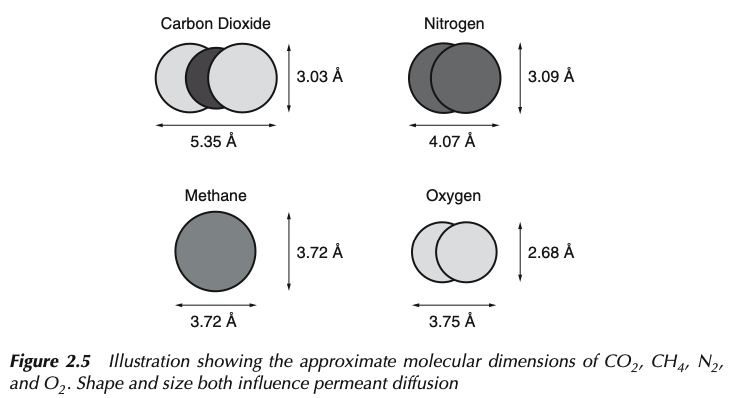 Carbon Dioxide
3.03 Å
5.35 Å
Nitrogen
3.09 Å
4.07 Å
Methane
3.72 Å
3.72 Å
Oxygen
2.68 Å
3.75 Å
Figure 2.5 Illustration showing the approximate molecular dimensions of CO₂, CH₄, N₂,
and O₂. Shape and size both influence permeant diffusion